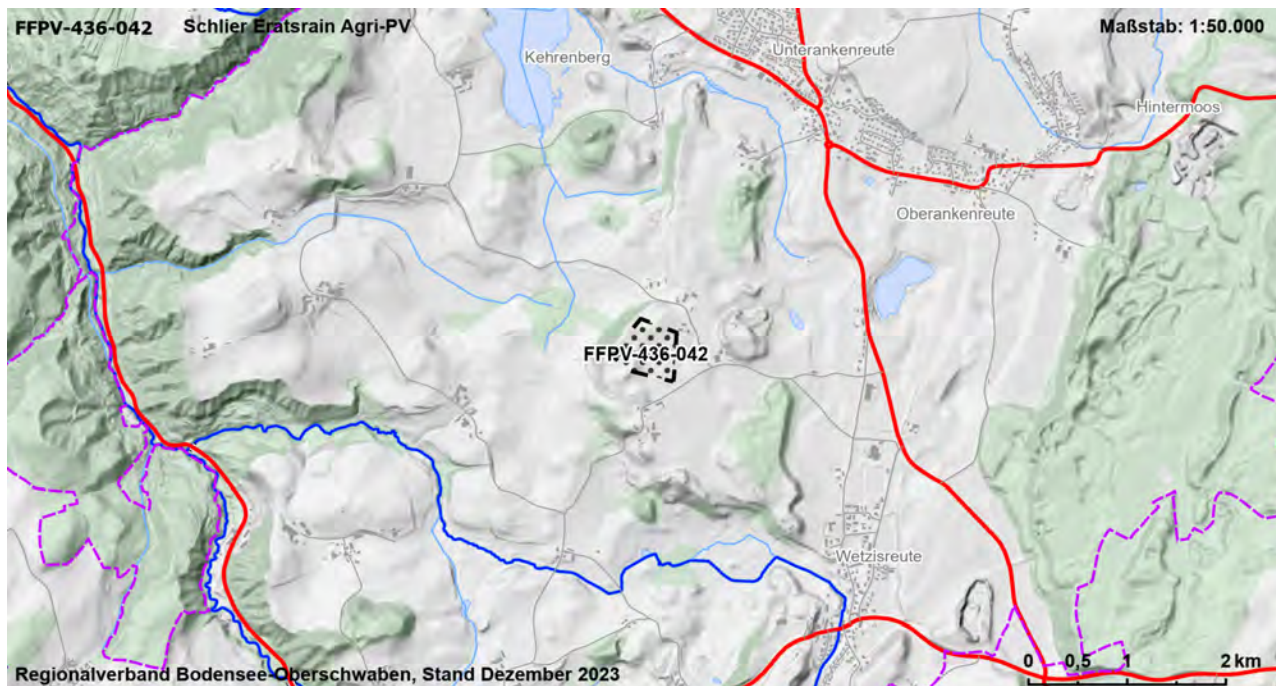 FFPV-436-042 Schlier Eratsrain Agri-PV Maßstab: 1:50.000
Unterankenreute
Kehrenberg
Hintermoos
Oberankenreute
FFPV-436-042
Wetzisreute
Regionalverband Bodensee-Oberschwaben, Stand Dezember 2023
0 0,5 1 2 km